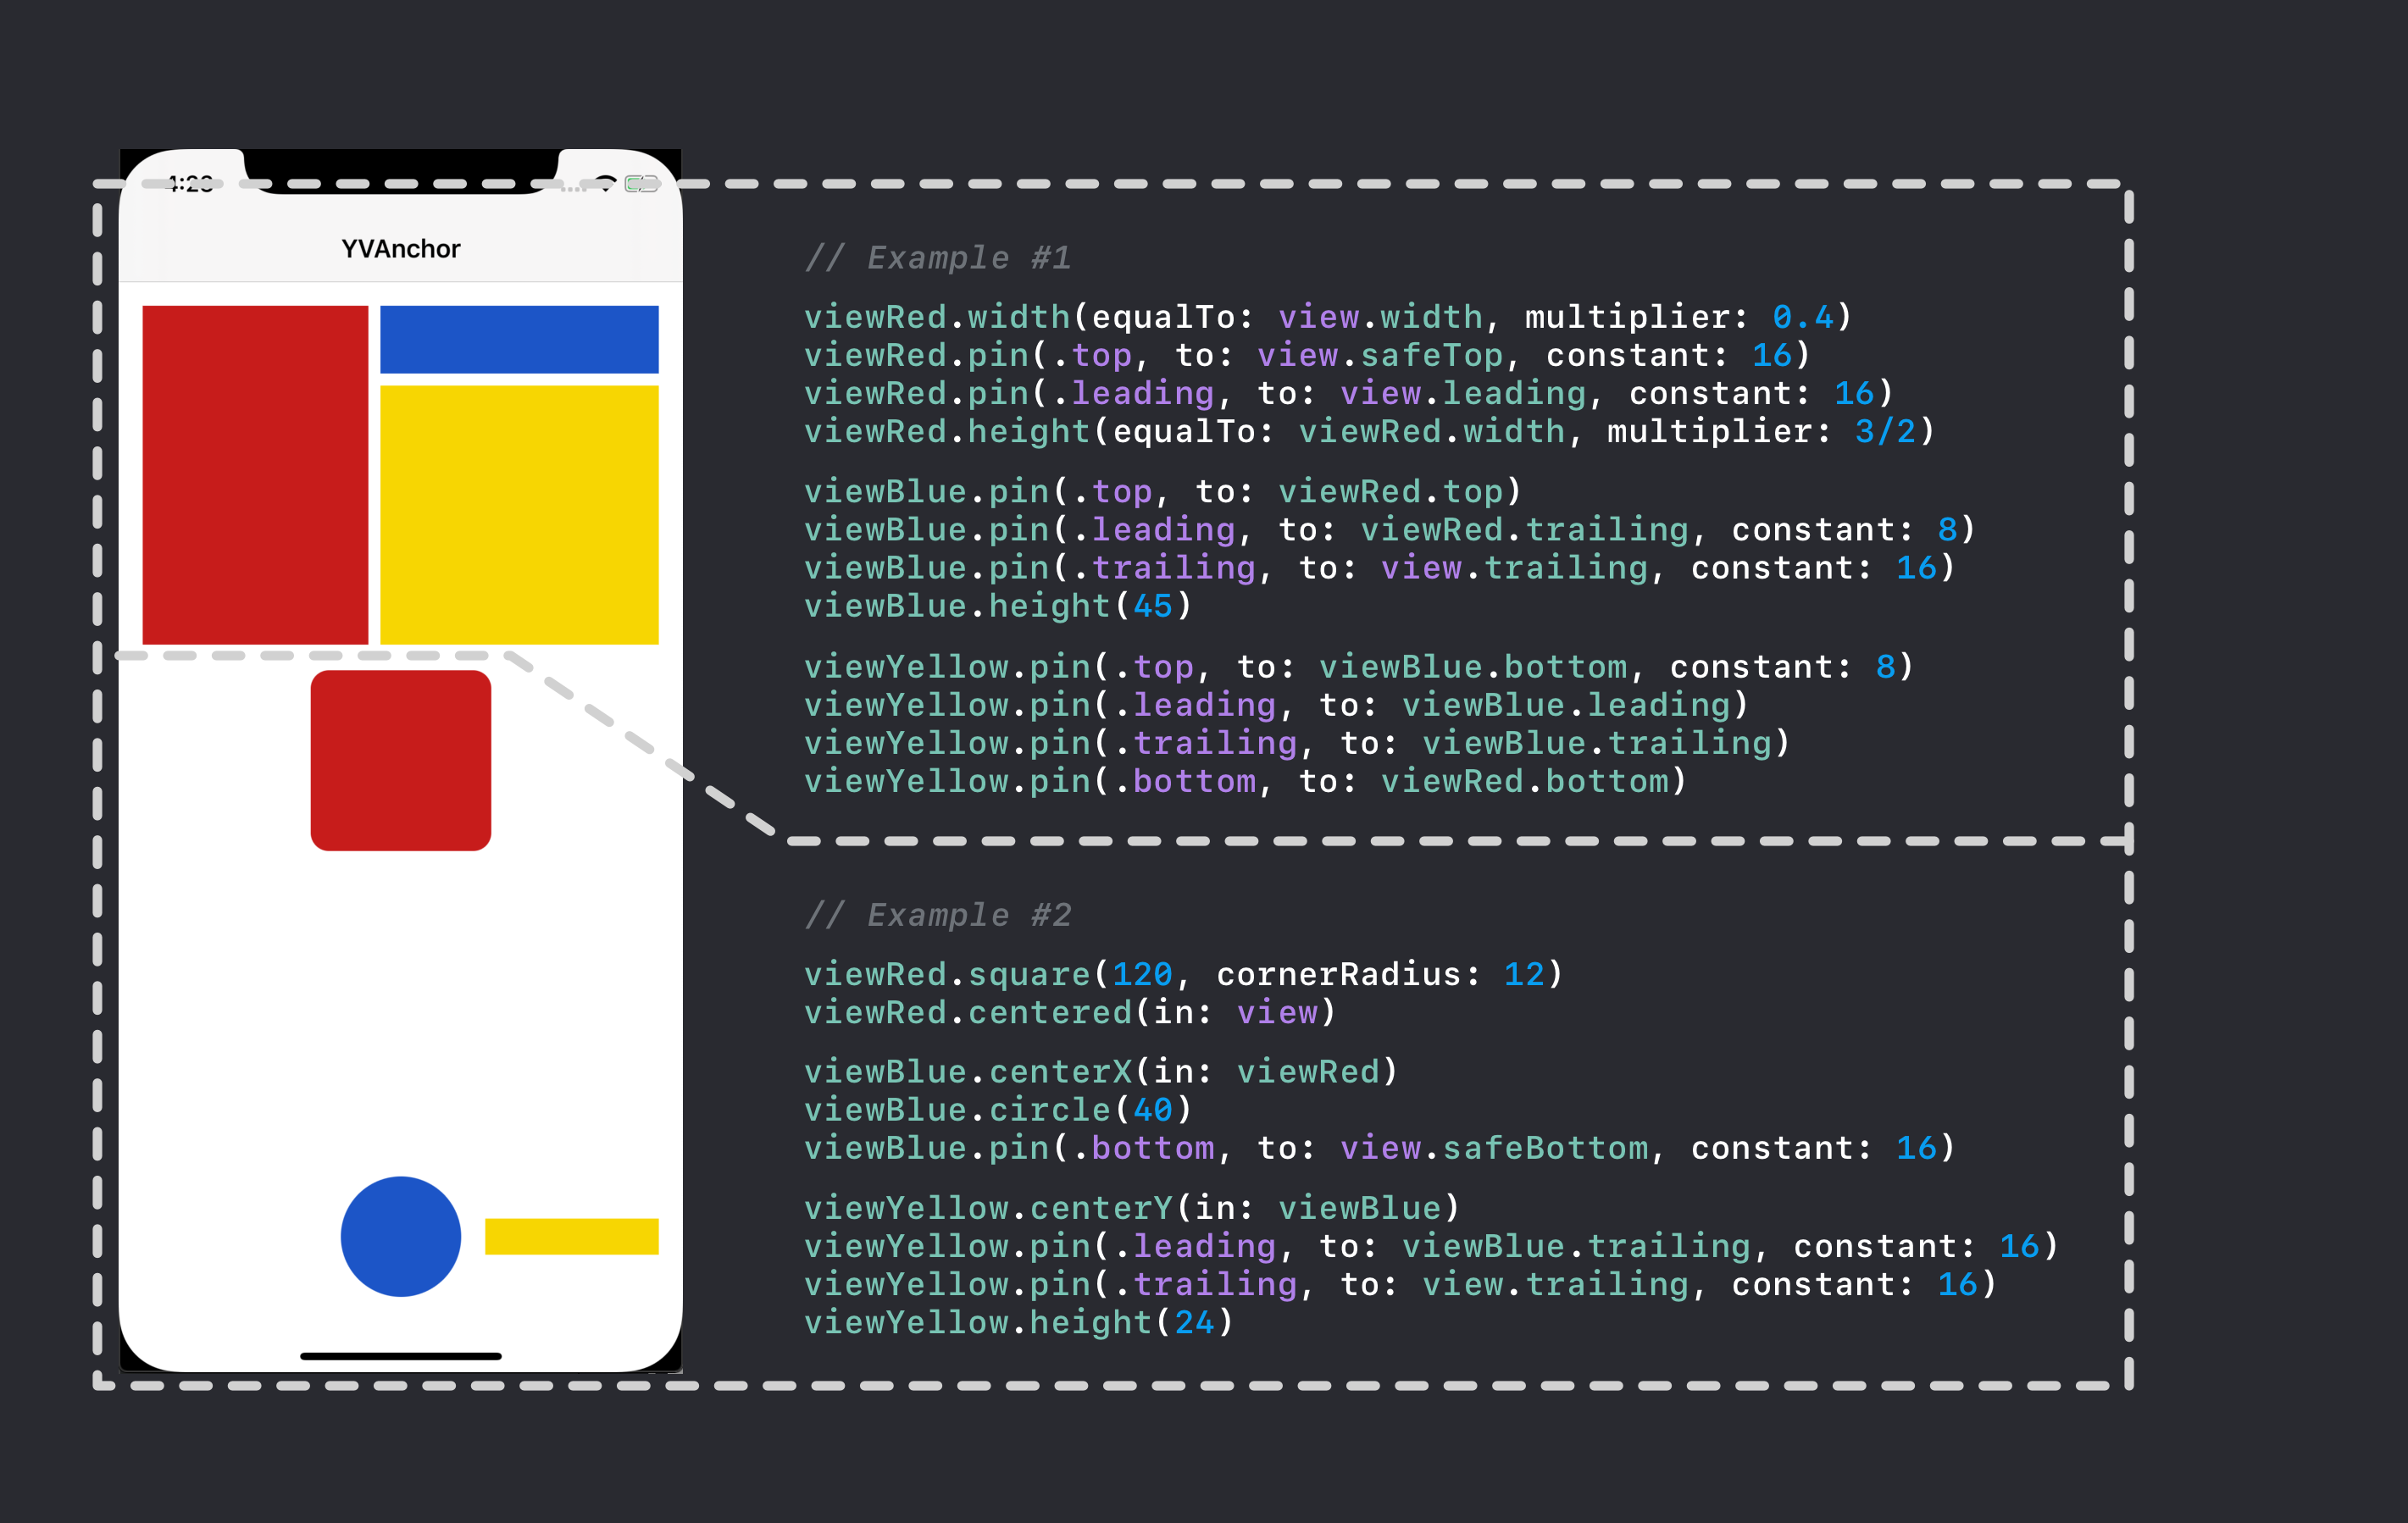 YVAnchor
// Example #1
viewRed.width(equalTo: view.width, multiplier: 0.4)
viewRed.pin(.top, to: view.safeTop, constant: 16)
viewRed.pin(.leading, to: view.leading, constant: 16)
viewRed.height(equalTo: viewRed.width, multiplier: 3/2)
viewBlue.pin(.top, to: viewRed.top)
viewBlue.pin(.leading, to: viewRed.trailing, constant: 8)
viewBlue.pin(.trailing, to: view.trailing, constant: 16)
viewBlue.height(45)
viewYellow.pin(.top, to: viewBlue.bottom, constant: 8)
viewYellow.pin(.leading, to: viewBlue.leading)
viewYellow.pin(.trailing, to: viewBlue.trailing)
viewYellow.pin(.bottom, to: viewRed.bottom)
// Example #2
viewRed.square(120, cornerRadius: 12)
viewRed.centered(in: view)
viewBlue.centerX(in: viewRed)
viewBlue.circle(40)
viewBlue.pin(.bottom, to: view.safeBottom, constant: 16)
viewYellow.centerY(in: viewBlue)
viewYellow.pin(.leading, to: viewBlue.trailing, constant: 16)
viewYellow.pin(.trailing, to: view.trailing, constant: 16)
viewYellow.height(24)